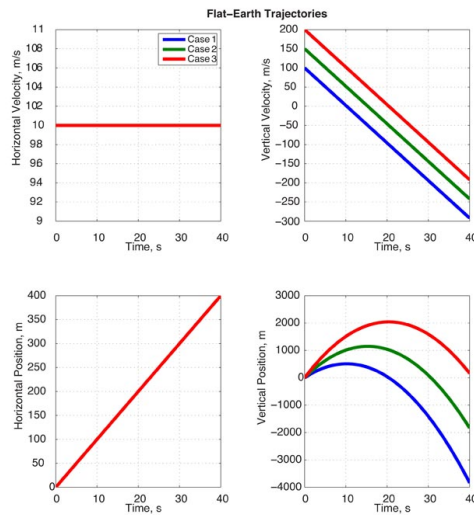 Flat−Earth Trajectories
Horizontal Velocity, m/s
11
108
106
104
102
10
98
96
94
92
9
Case 1
Case 2
Case 3
0 10 20 30 40
Time, s
Vertical Velocity, m/s
200
150
100
50
0
−50
−100
−150
−200
−250
−300
0 10 20 30 40
Time, s
Horizontal Position, m
400
350
300
250
200
150
100
50
0
0 10 20 30 40
Time, s
Vertical Position, m
3000
2000
1000
0
−1000
−2000
−3000
−4000
0 10 20 30 40
Time, s